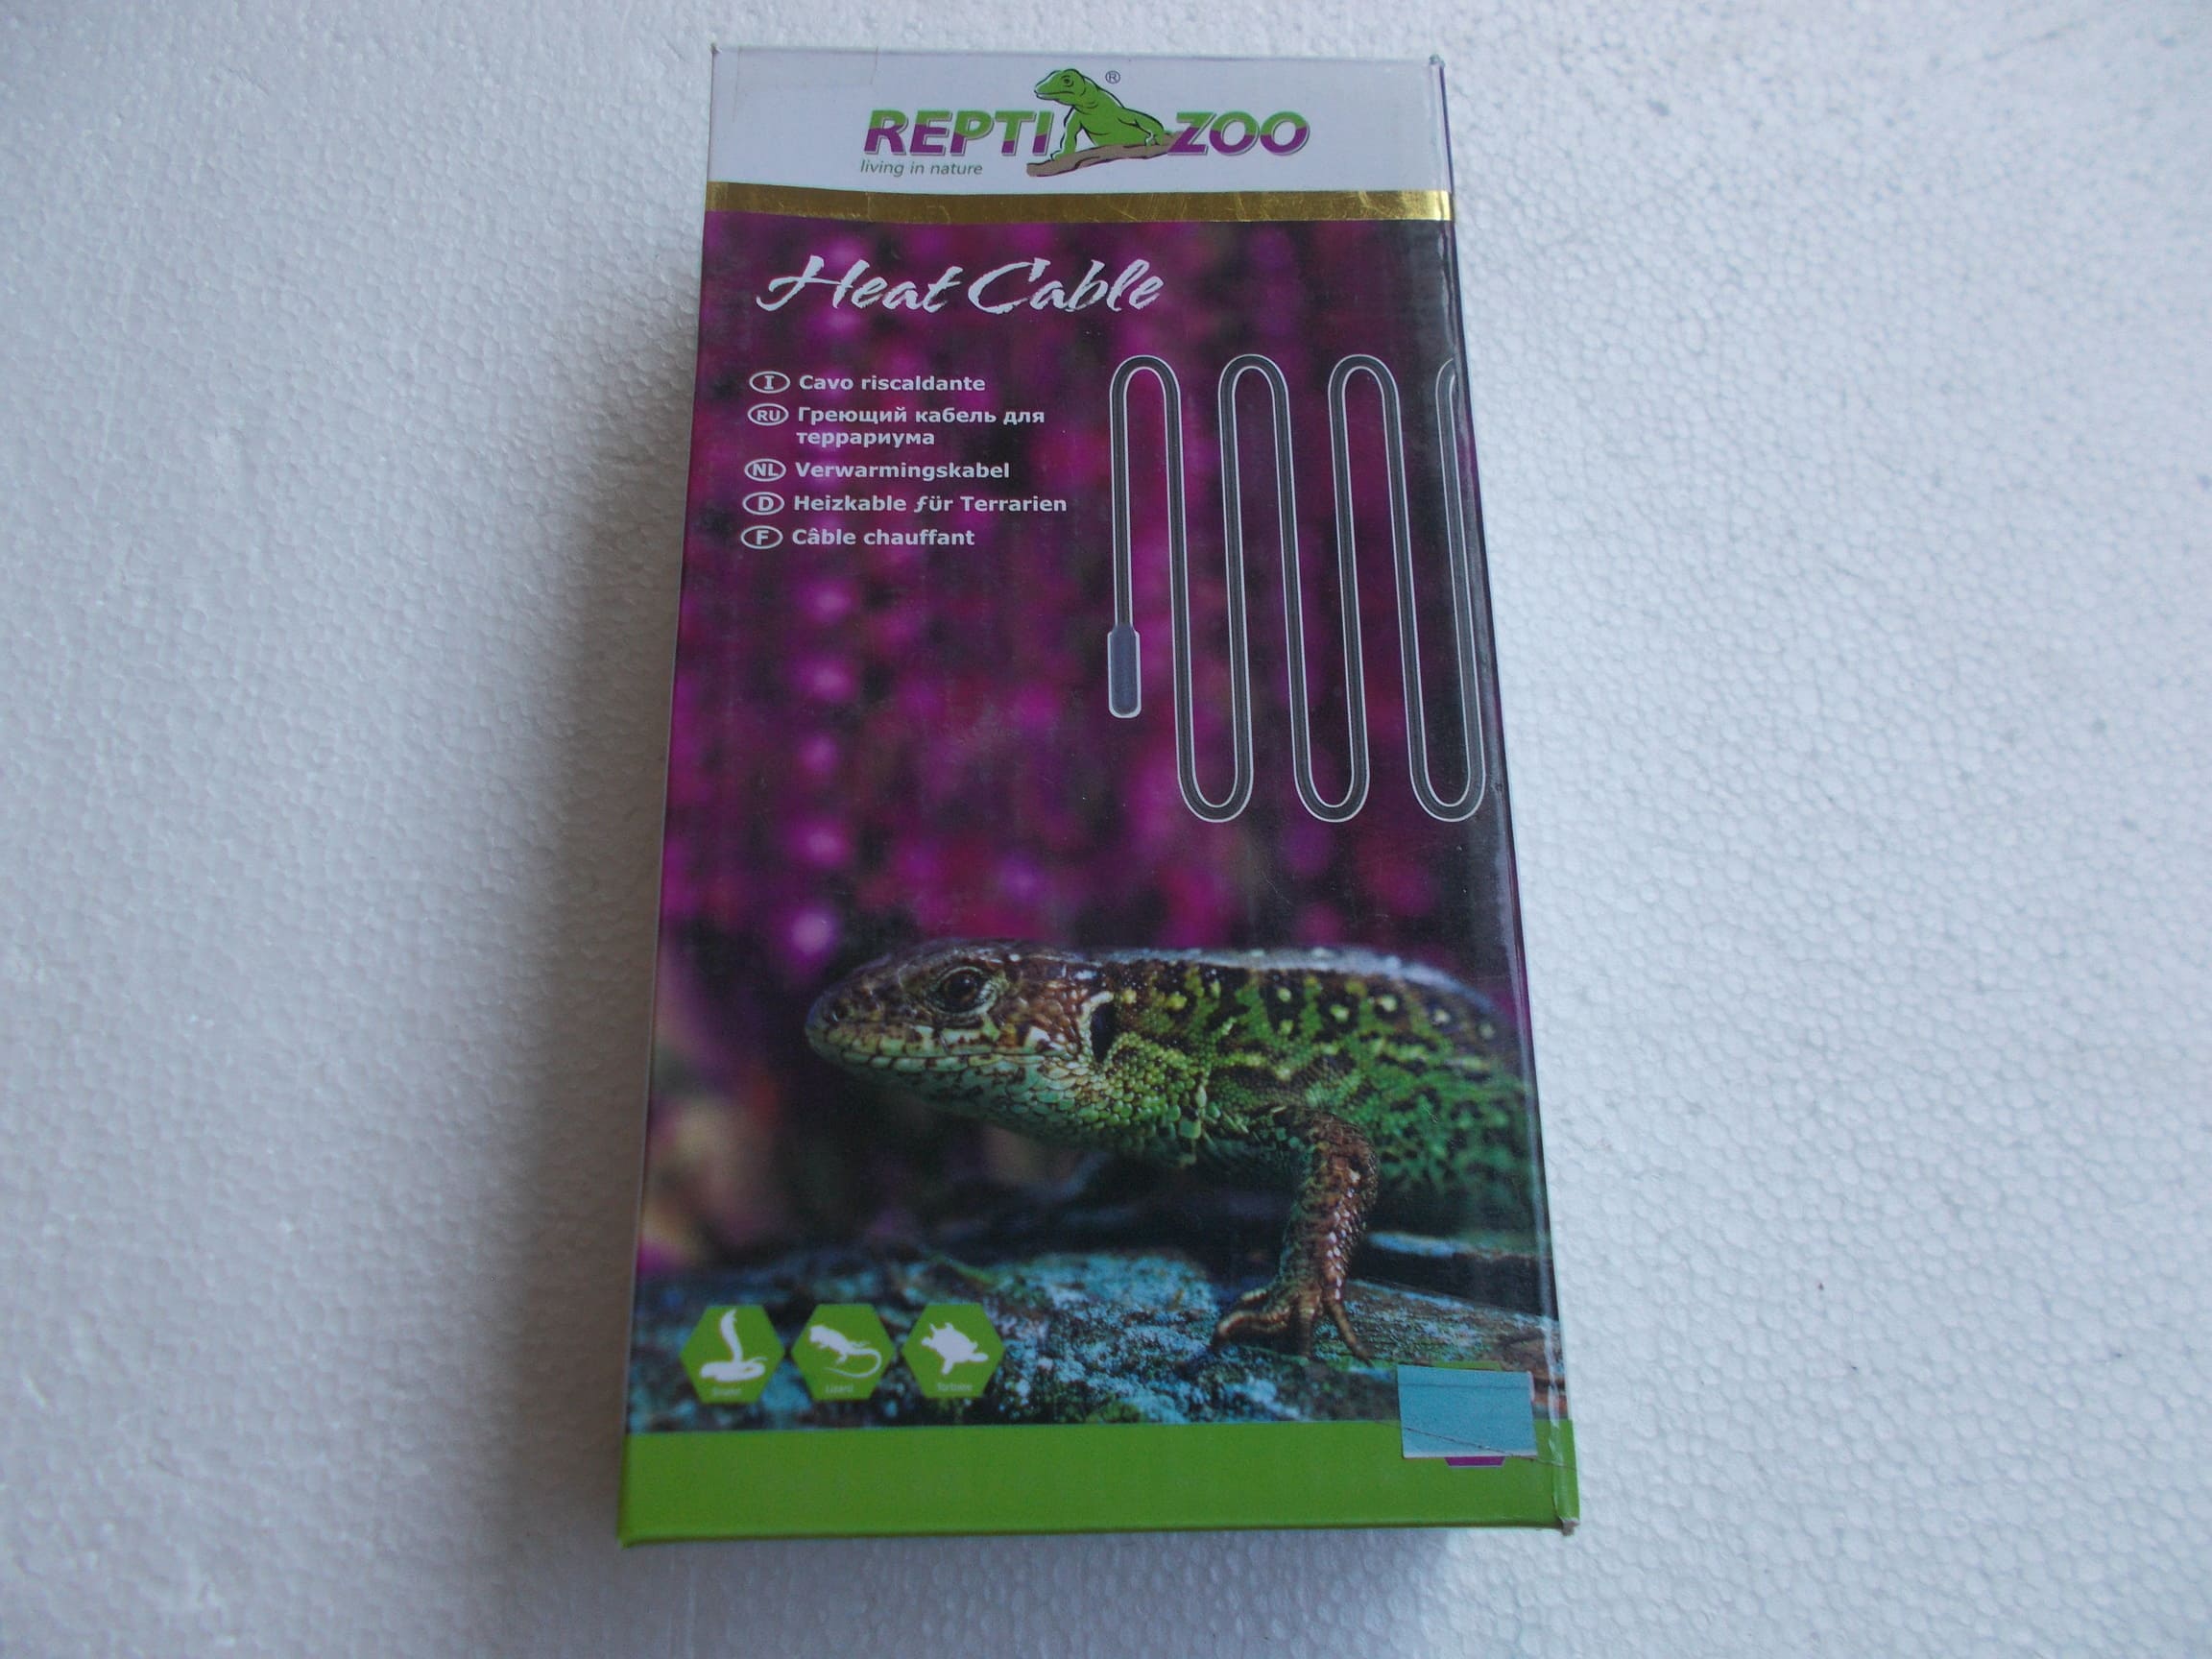 REPTI ZOO ®
living in nature
Heat Cable
I Cavo riscaldante
RU Греющий кабель для
террариума
NL Verwarmingskabel
D Heizkable für Terrarien
F Câble chauffant
Lizard